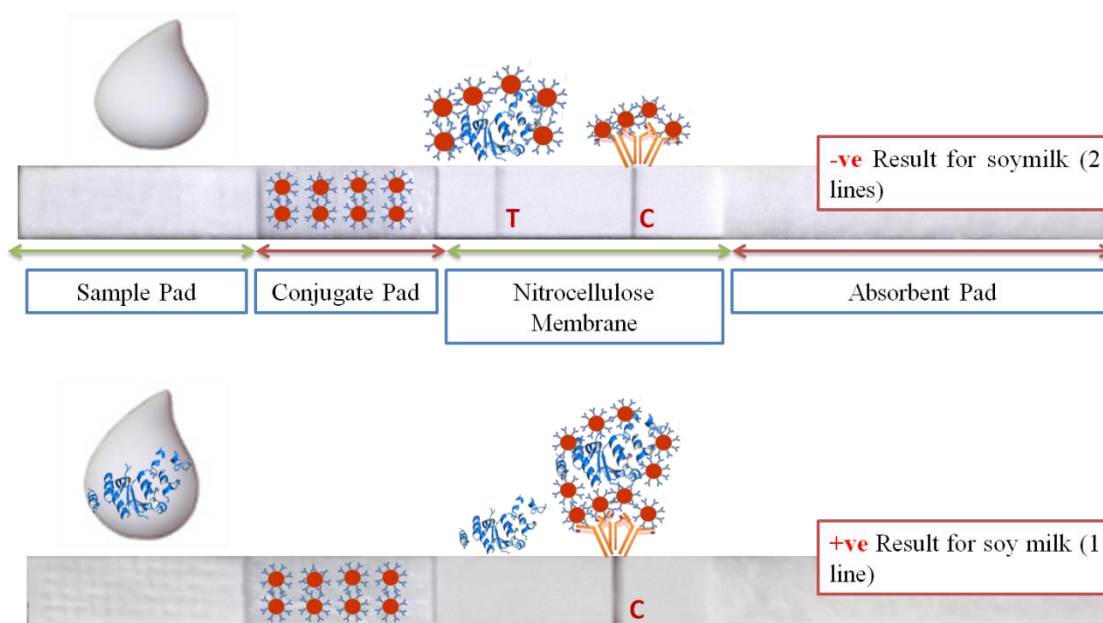 -ve Result for soymilk (2
lines)
T
C
Sample Pad
Conjugate Pad
Nitrocellulose
Membrane
Absorbent Pad
+ve Result for soy milk (1
line)
C